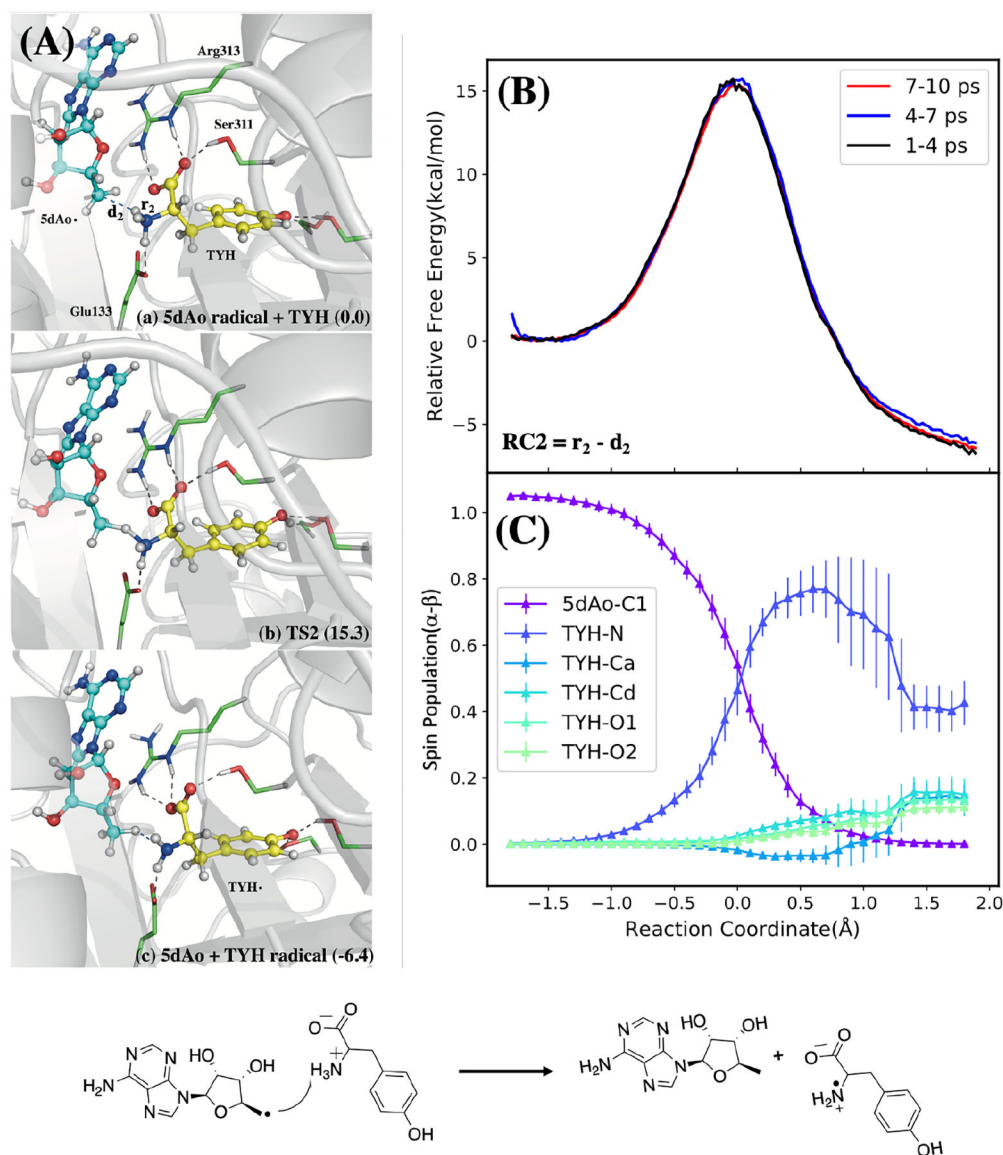 (A)
Arg313
Ser311
5dAo·
d₂
r₂
TYH
Glu133
(a) 5dAo radical + TYH (0.0)
(b) TS2 (15.3)
TYH·
(c) 5dAo + TYH radical (-6.4)
(B)
7-10 ps
4-7 ps
1-4 ps
Relative Free Energy(kcal/mol)
15
10
5
0
−5
RC2 = r₂ - d₂
(C)
Spin Population(α-β)
1.0
0.8
0.6
0.4
0.2
0.0
5dAo-C1
TYH-N
TYH-Ca
TYH-Cd
TYH-O1
TYH-O2
−1.5 −1.0 −0.5 0.0 0.5 1.0 1.5 2.0
Reaction Coordinate(Å)
H₂N
N
N
N
N
HO
OH
O
O⁻
O
H₃N
+
OH
H₂N
N
N
N
N
HO
OH
O
+
O⁻
O
H₂N
+
OH